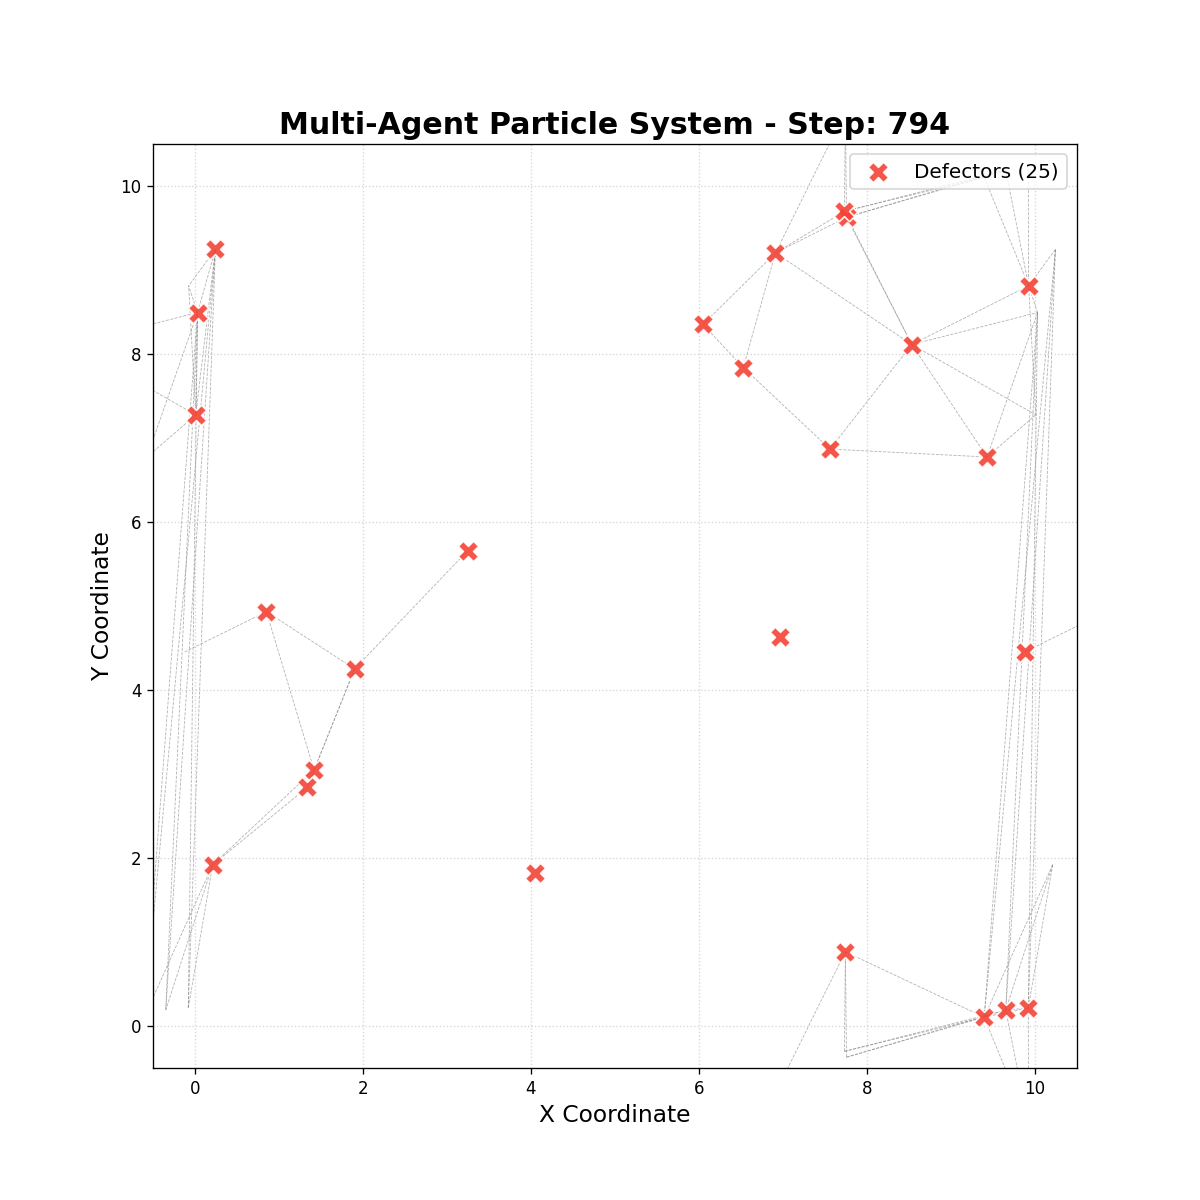 Multi-Agent Particle System - Step: 794
Defectors (25)
10
8
6
4
2
0
Y Coordinate
0 2 4 6 8 10
X Coordinate